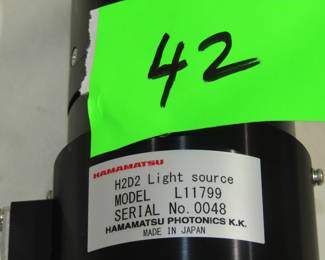 42
HAMAMATSU
H2D2 Light source
MODEL L11799
SERIAL No.0048
HAMAMATSU PHOTONICS K.K.
MADE IN JAPAN